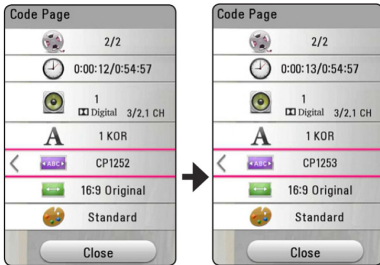 Code Page
2/2
0:00:12/0:54:57
1
Digital 3/2.1 CH
A 1 KOR
ABC CP1252
16:9 Original
Standard
Close
Code Page
2/2
0:00:13/0:54:57
1
Digital 3/2.1 CH
A 1 KOR
ABC CP1253
16:9 Original
Standard
Close